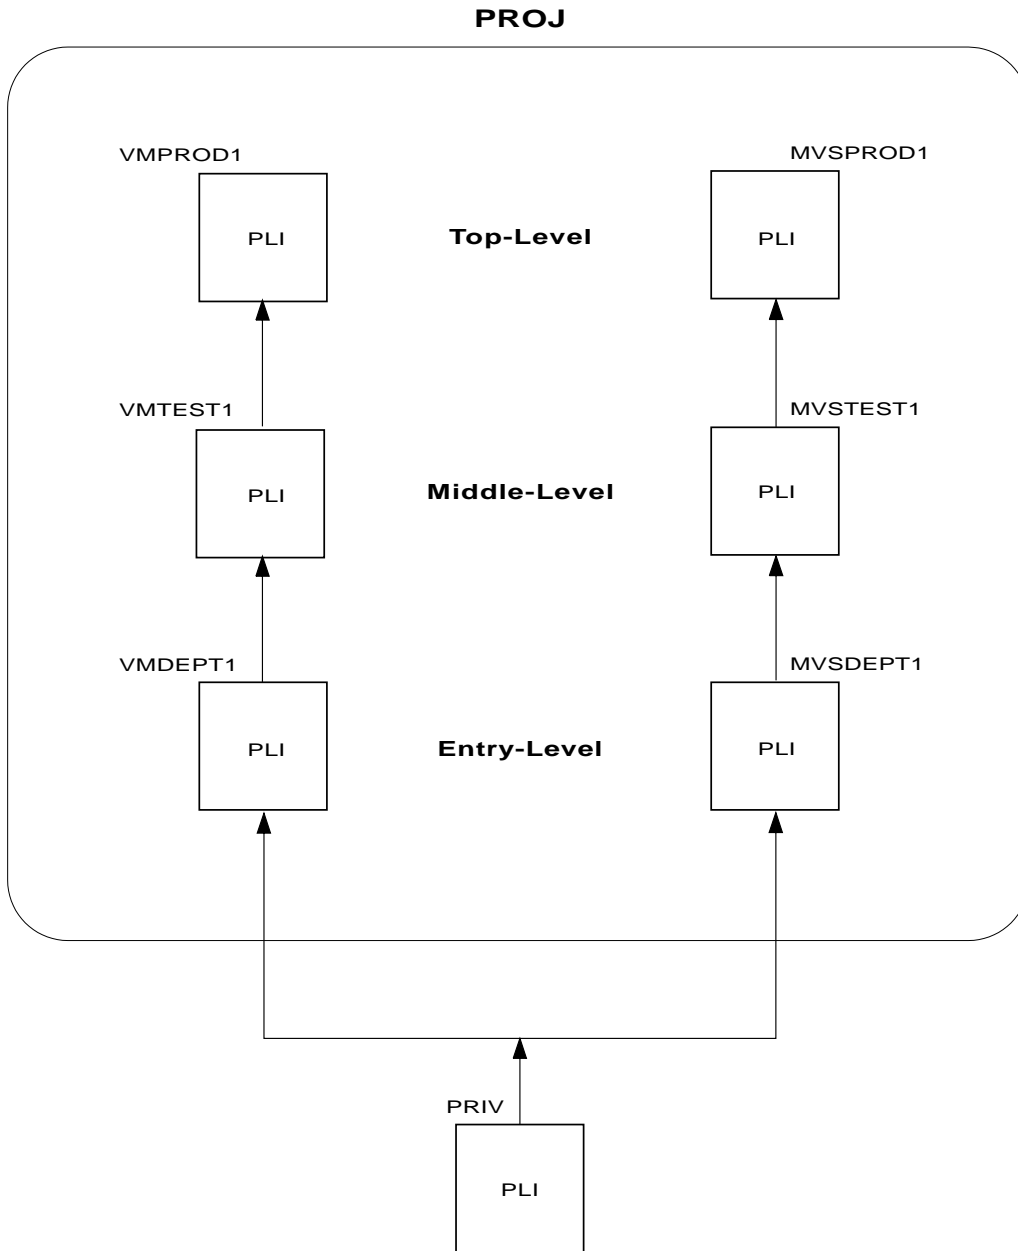 PROJ
VMPROD1
MVSPROD1
PLI
Top-Level
PLI
VMTEST1
MVSTEST1
PLI
Middle-Level
PLI
VMDEPT1
MVSDEPT1
PLI
Entry-Level
PLI
PRIV
PLI